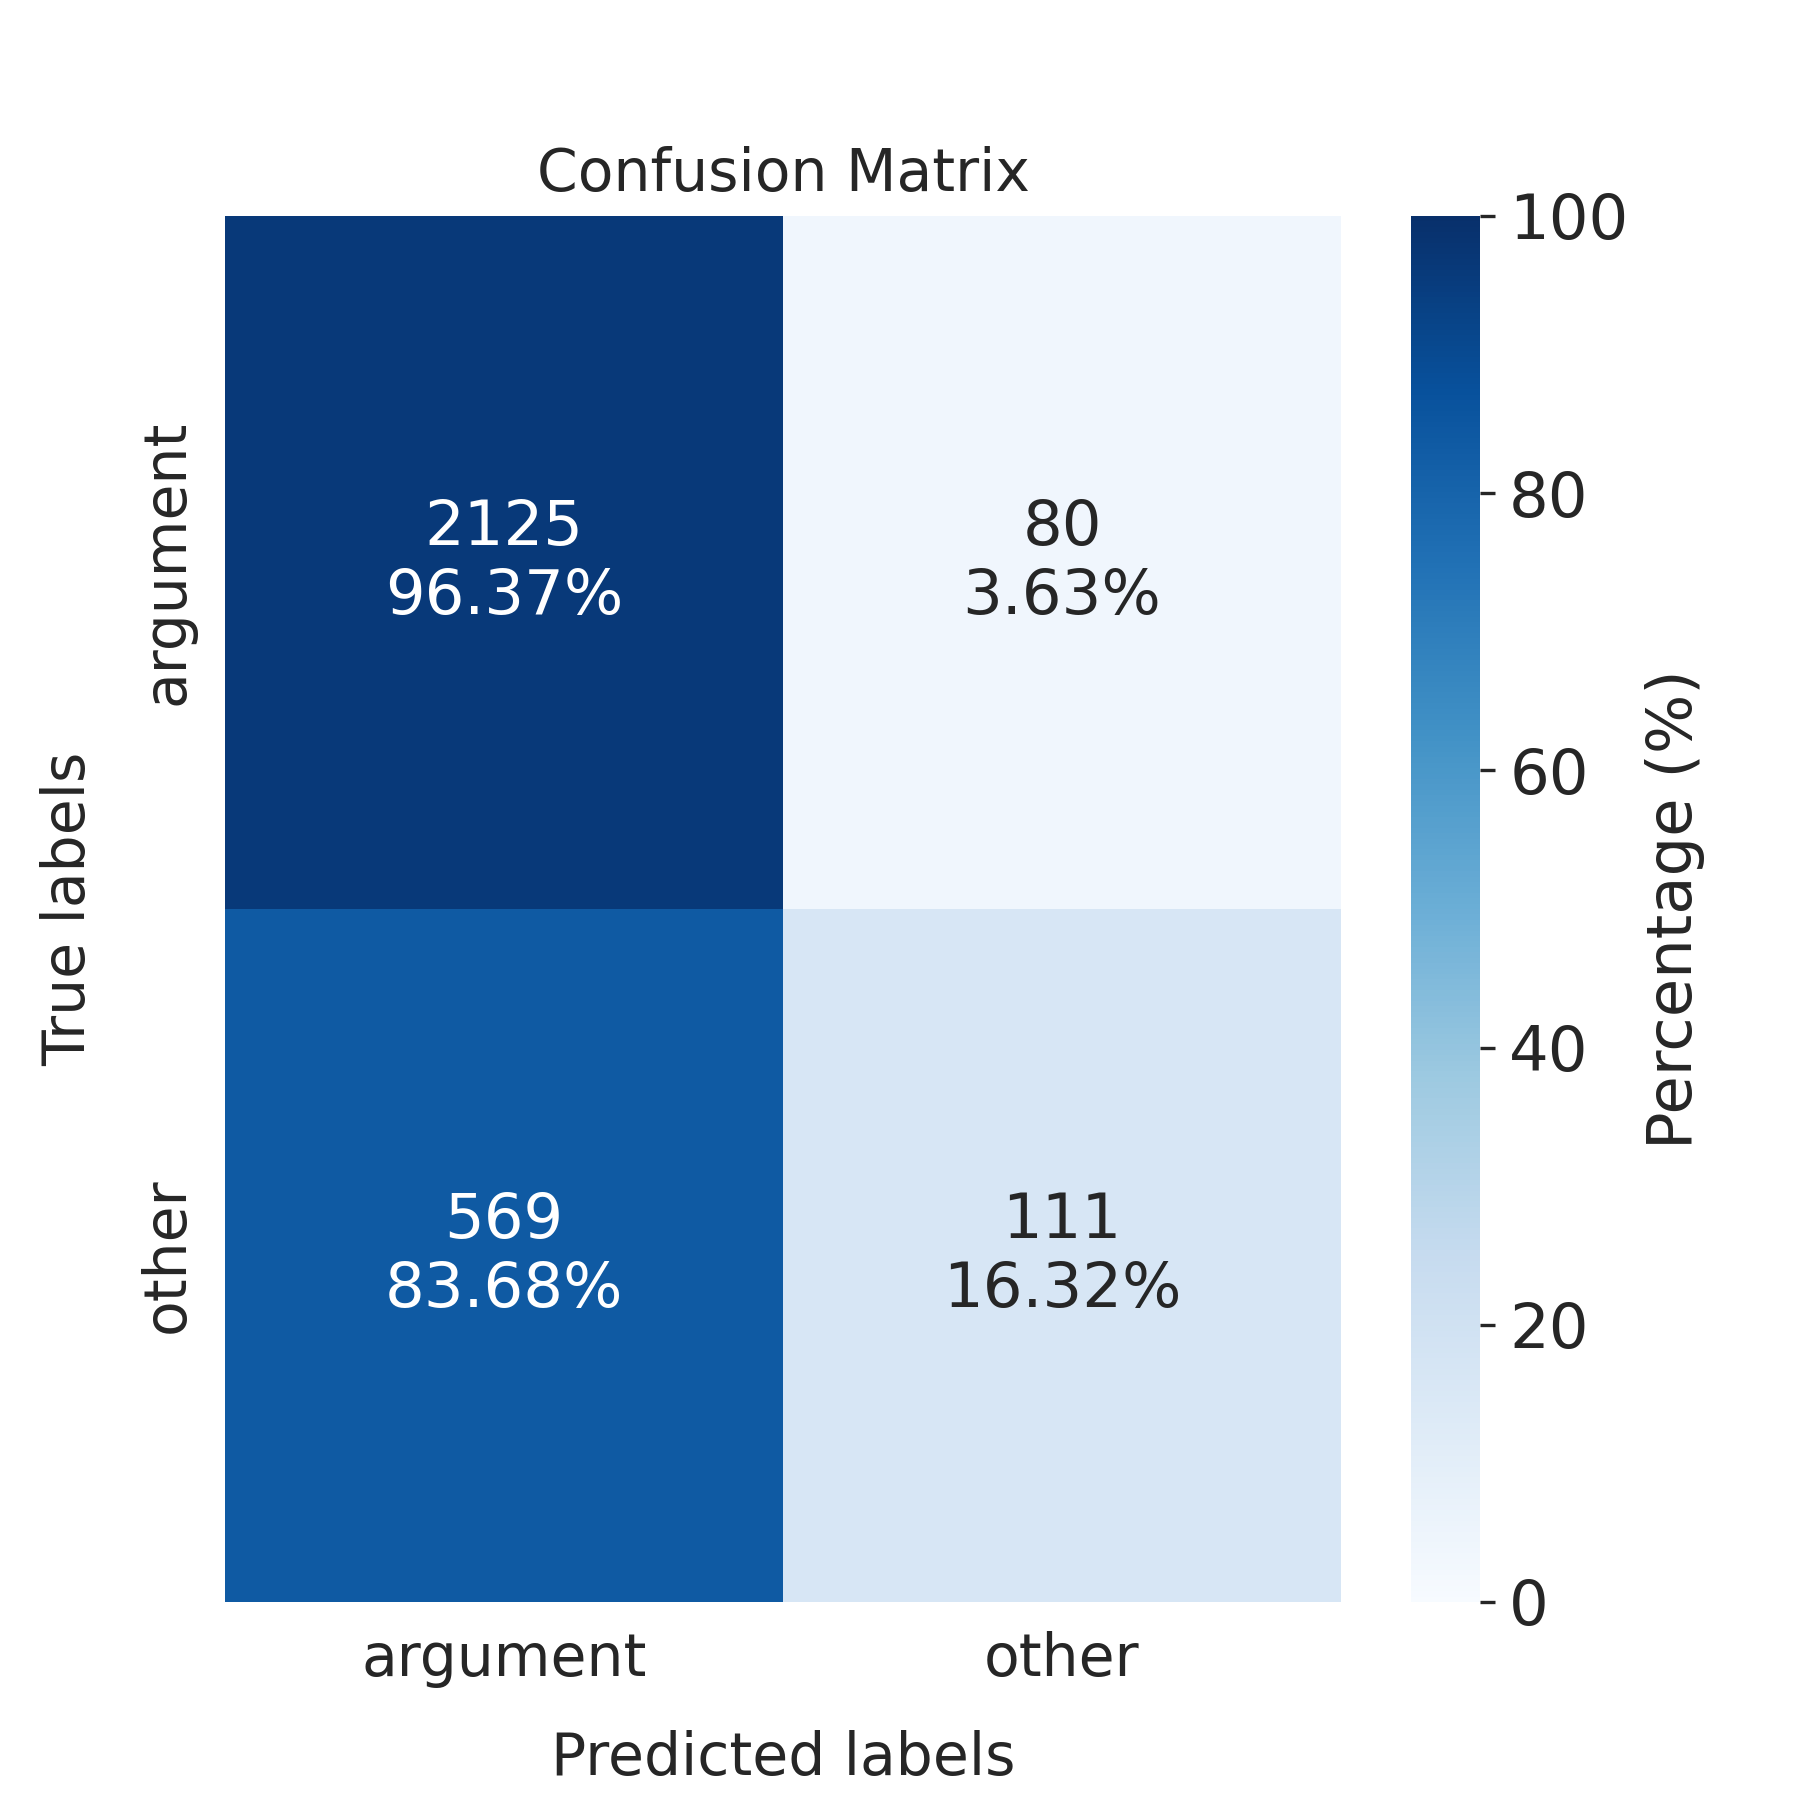 Confusion Matrix
True labels
argument
2125
96.37%
80
3.63%
other
569
83.68%
111
16.32%
argument
other
Predicted labels
100
80
60
40
20
0
Percentage (%)